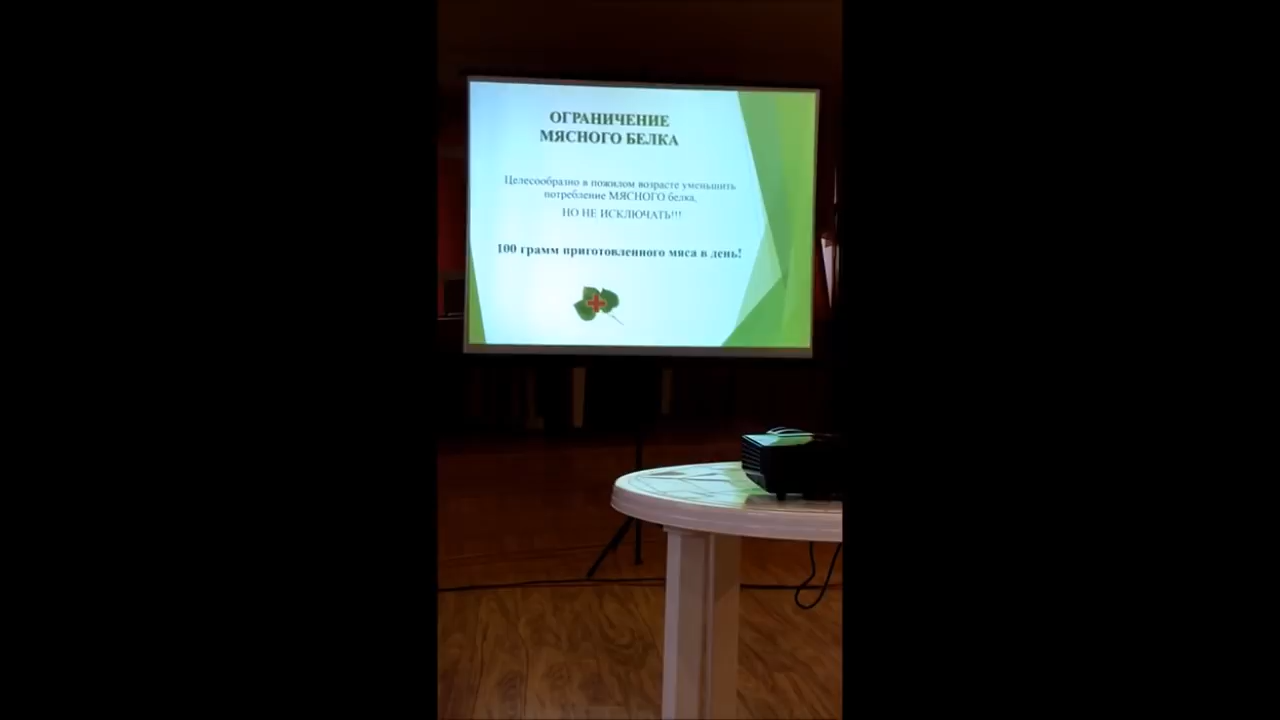 ОГРАНИЧЕНИЕ
МЯСНОГО БЕЛКА
Целесообразно в пожилом возрасте уменьшить
потребление МЯСНОГО белка,
НО НЕ ИСКЛЮЧАТЬ!!!
100 грамм приготовленного мяса в день!